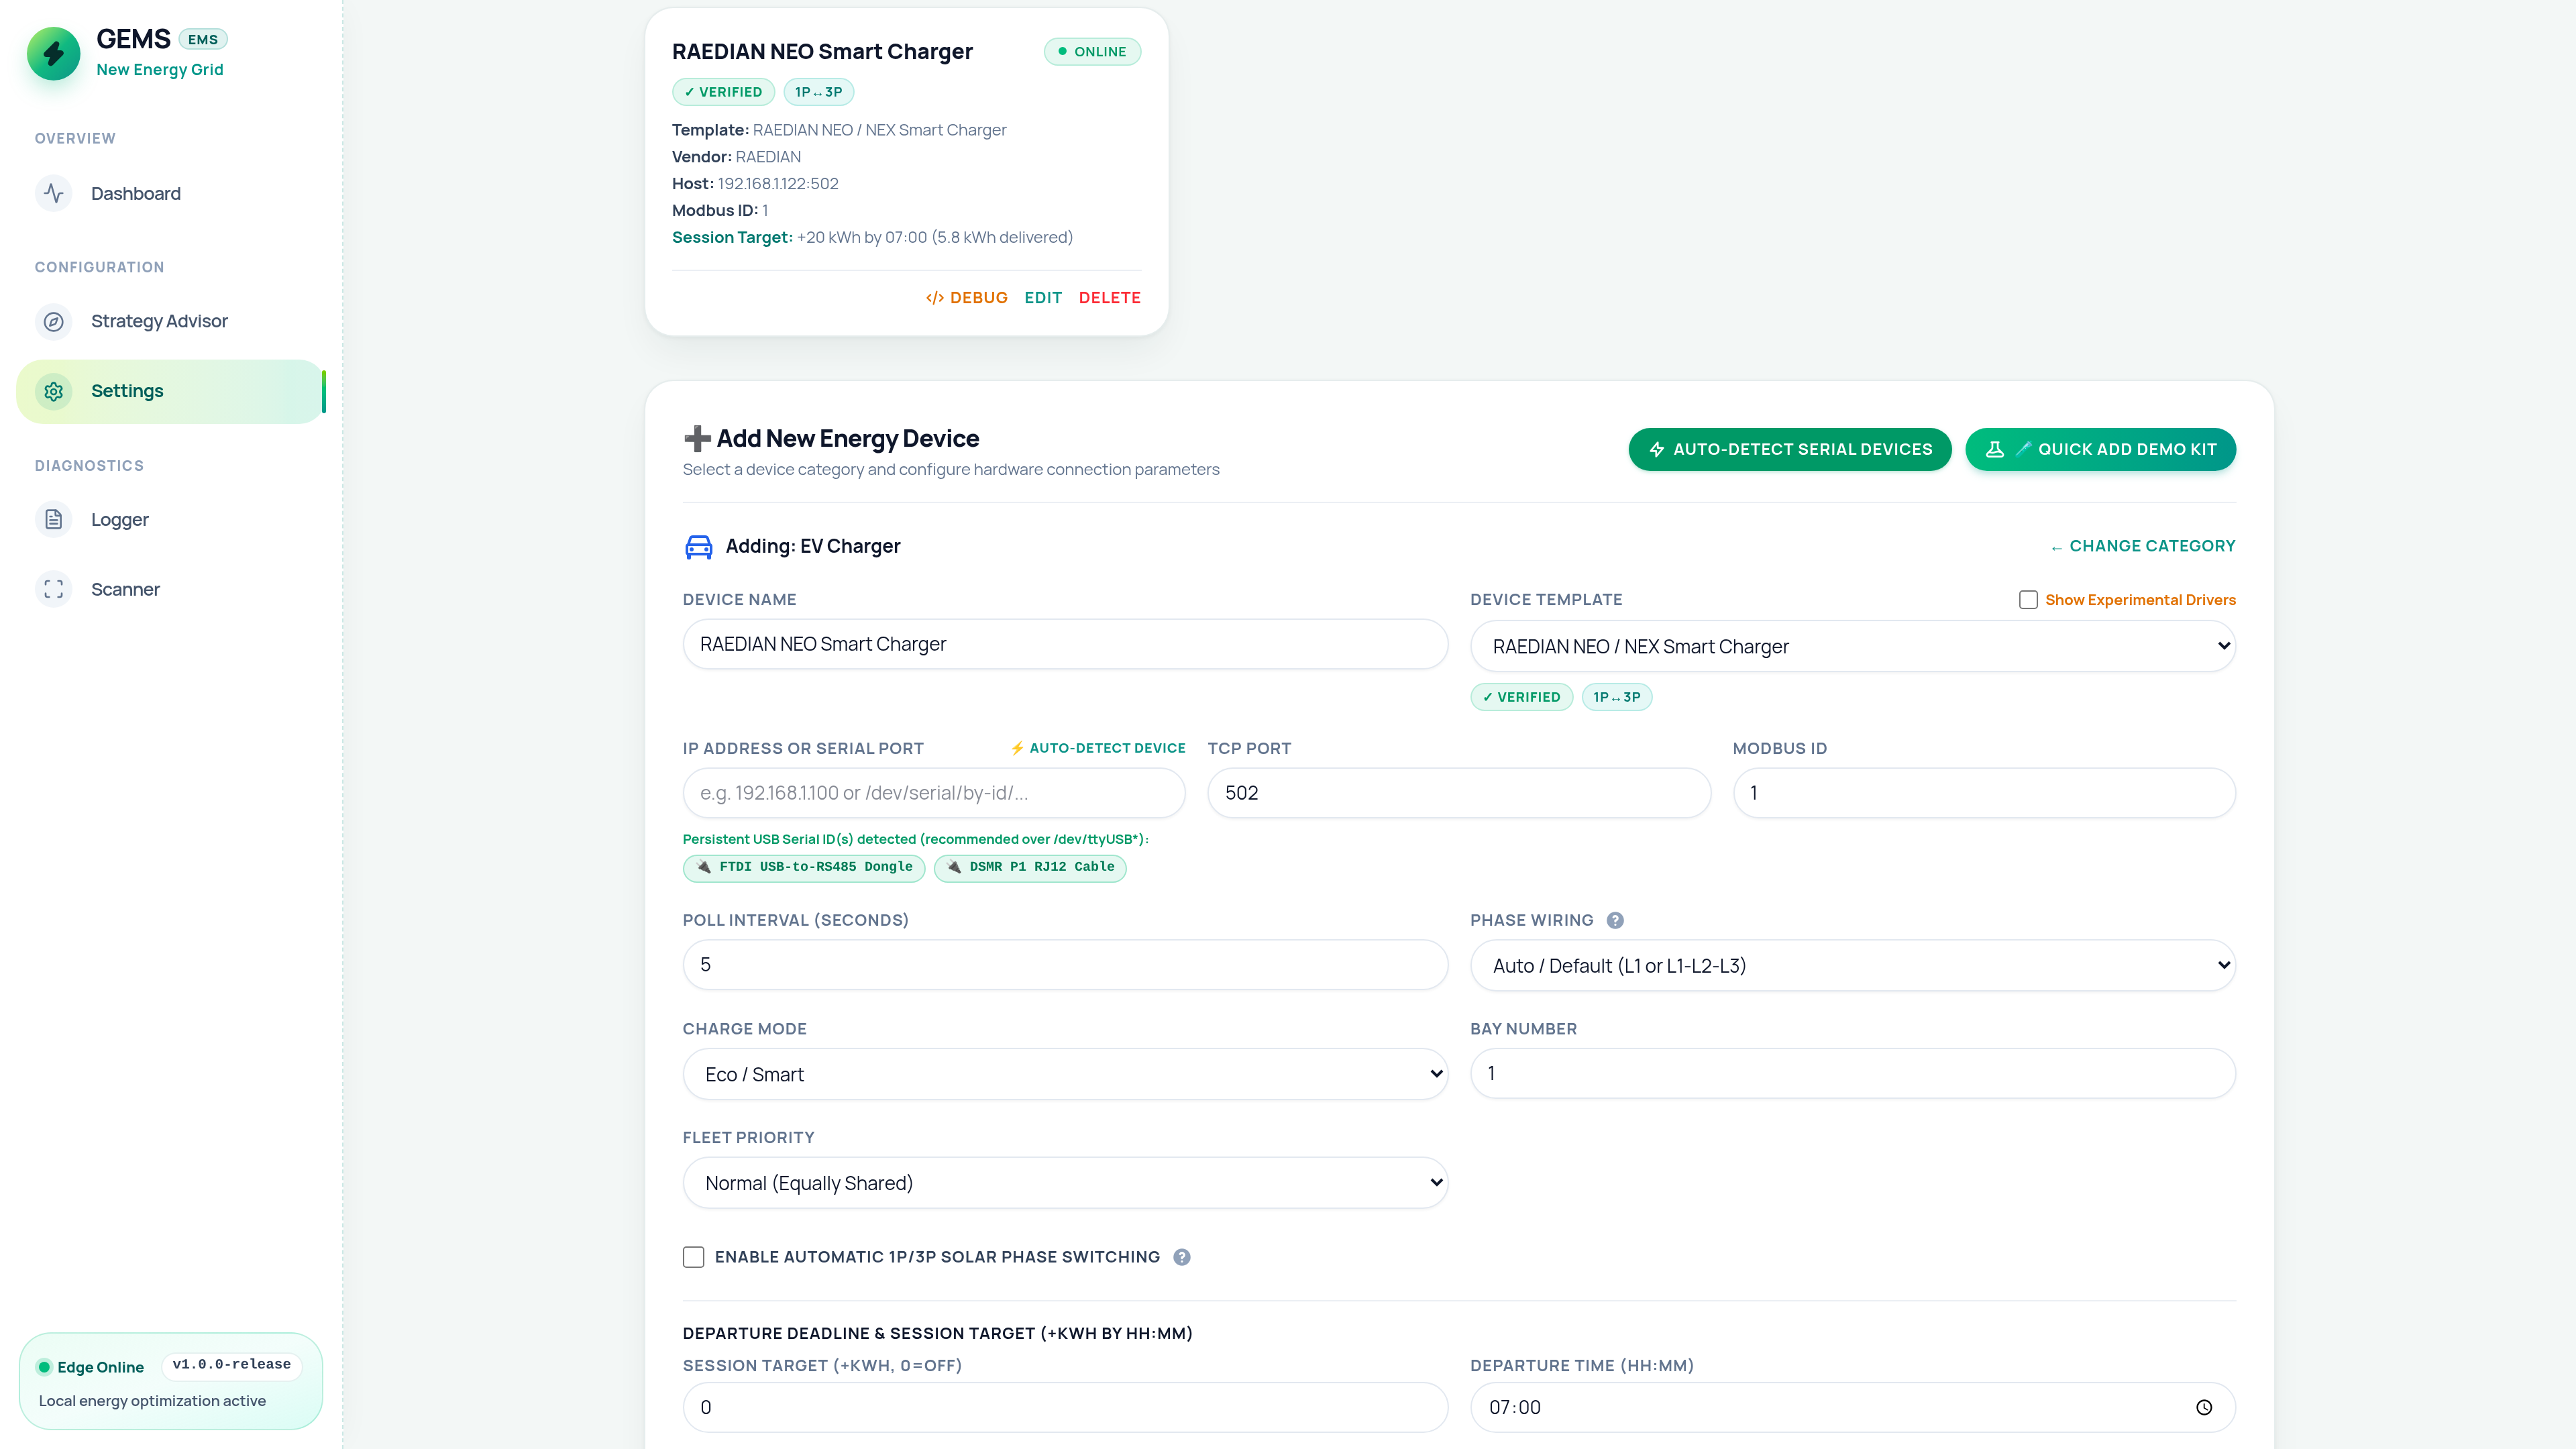 GEMS EMS
New Energy Grid
OVERVIEW
Dashboard
CONFIGURATION
Strategy Advisor
Settings
DIAGNOSTICS
Logger
Scanner
Edge Online v1.0.0-release
Local energy optimization active
RAEDIAN NEO Smart Charger ONLINE
✓ VERIFIED 1P↔3P
Template: RAEDIAN NEO / NEX Smart Charger
Vendor: RAEDIAN
Host: 192.168.1.122:502
Modbus ID: 1
Session Target: +20 kWh by 07:00 (5.8 kWh delivered)
</> DEBUG EDIT DELETE
➕ Add New Energy Device
Select a device category and configure hardware connection parameters
AUTO-DETECT SERIAL DEVICES QUICK ADD DEMO KIT
Adding: EV Charger ← CHANGE CATEGORY
DEVICE NAME DEVICE TEMPLATE Show Experimental Drivers
RAEDIAN NEO Smart Charger RAEDIAN NEO / NEX Smart Charger
✓ VERIFIED 1P↔3P
IP ADDRESS OR SERIAL PORT ⚡ AUTO-DETECT DEVICE TCP PORT MODBUS ID
e.g. 192.168.1.100 or /dev/serial/by-id/... 502 1
Persistent USB Serial ID(s) detected (recommended over /dev/ttyUSB*):
🔌 FTDI USB-to-RS485 Dongle 🔌 DSMR P1 RJ12 Cable
POLL INTERVAL (SECONDS) PHASE WIRING ?
5 Auto / Default (L1 or L1-L2-L3)
CHARGE MODE BAY NUMBER
Eco / Smart 1
FLEET PRIORITY
Normal (Equally Shared)
ENABLE AUTOMATIC 1P/3P SOLAR PHASE SWITCHING ?
DEPARTURE DEADLINE & SESSION TARGET (+KWH BY HH:MM)
SESSION TARGET (+KWH, 0=OFF) DEPARTURE TIME (HH:MM)
0 07:00